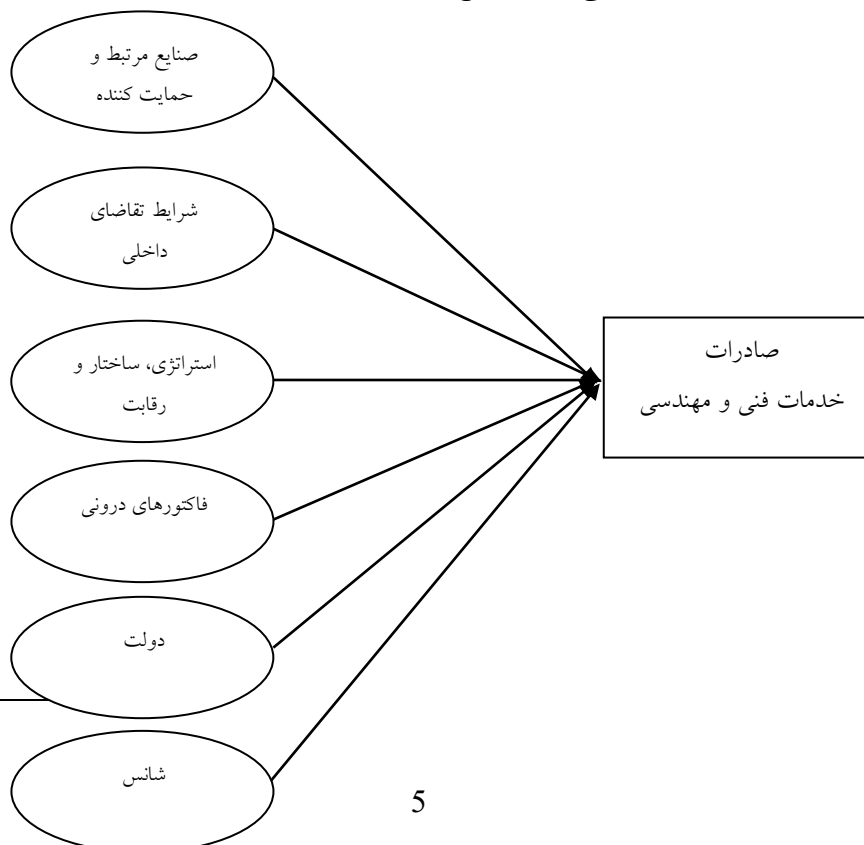 صنایع مرتبط و
حمایت کننده
شرایط تقاضای
داخلی
استراتژی، ساختار و
رقابت
فاکتورهای درونی
دولت
شانس
صادرات
خدمات فنی و مهندسی
5